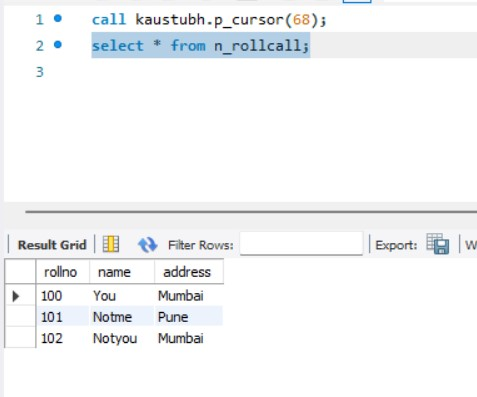 1 call kaustubh.p_cursor(68);
2 select * from n_rollcall;
3
Result Grid Filter Rows: Export: W
rollno name address
100 You Mumbai
101 Notme Pune
102 Notyou Mumbai